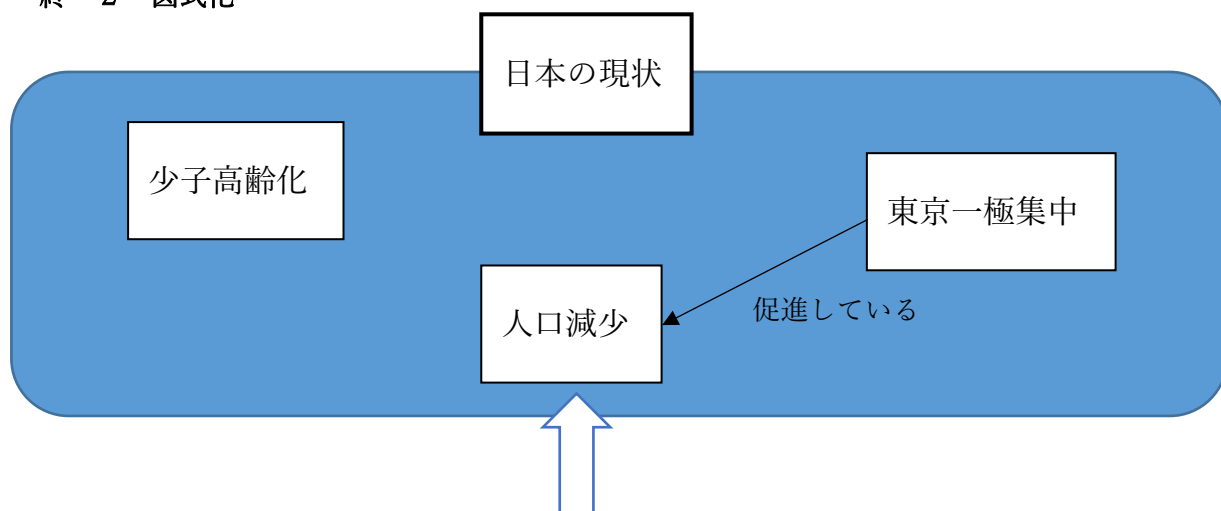 日本の現状
少子高齢化
東京一極集中
人口減少
促進している